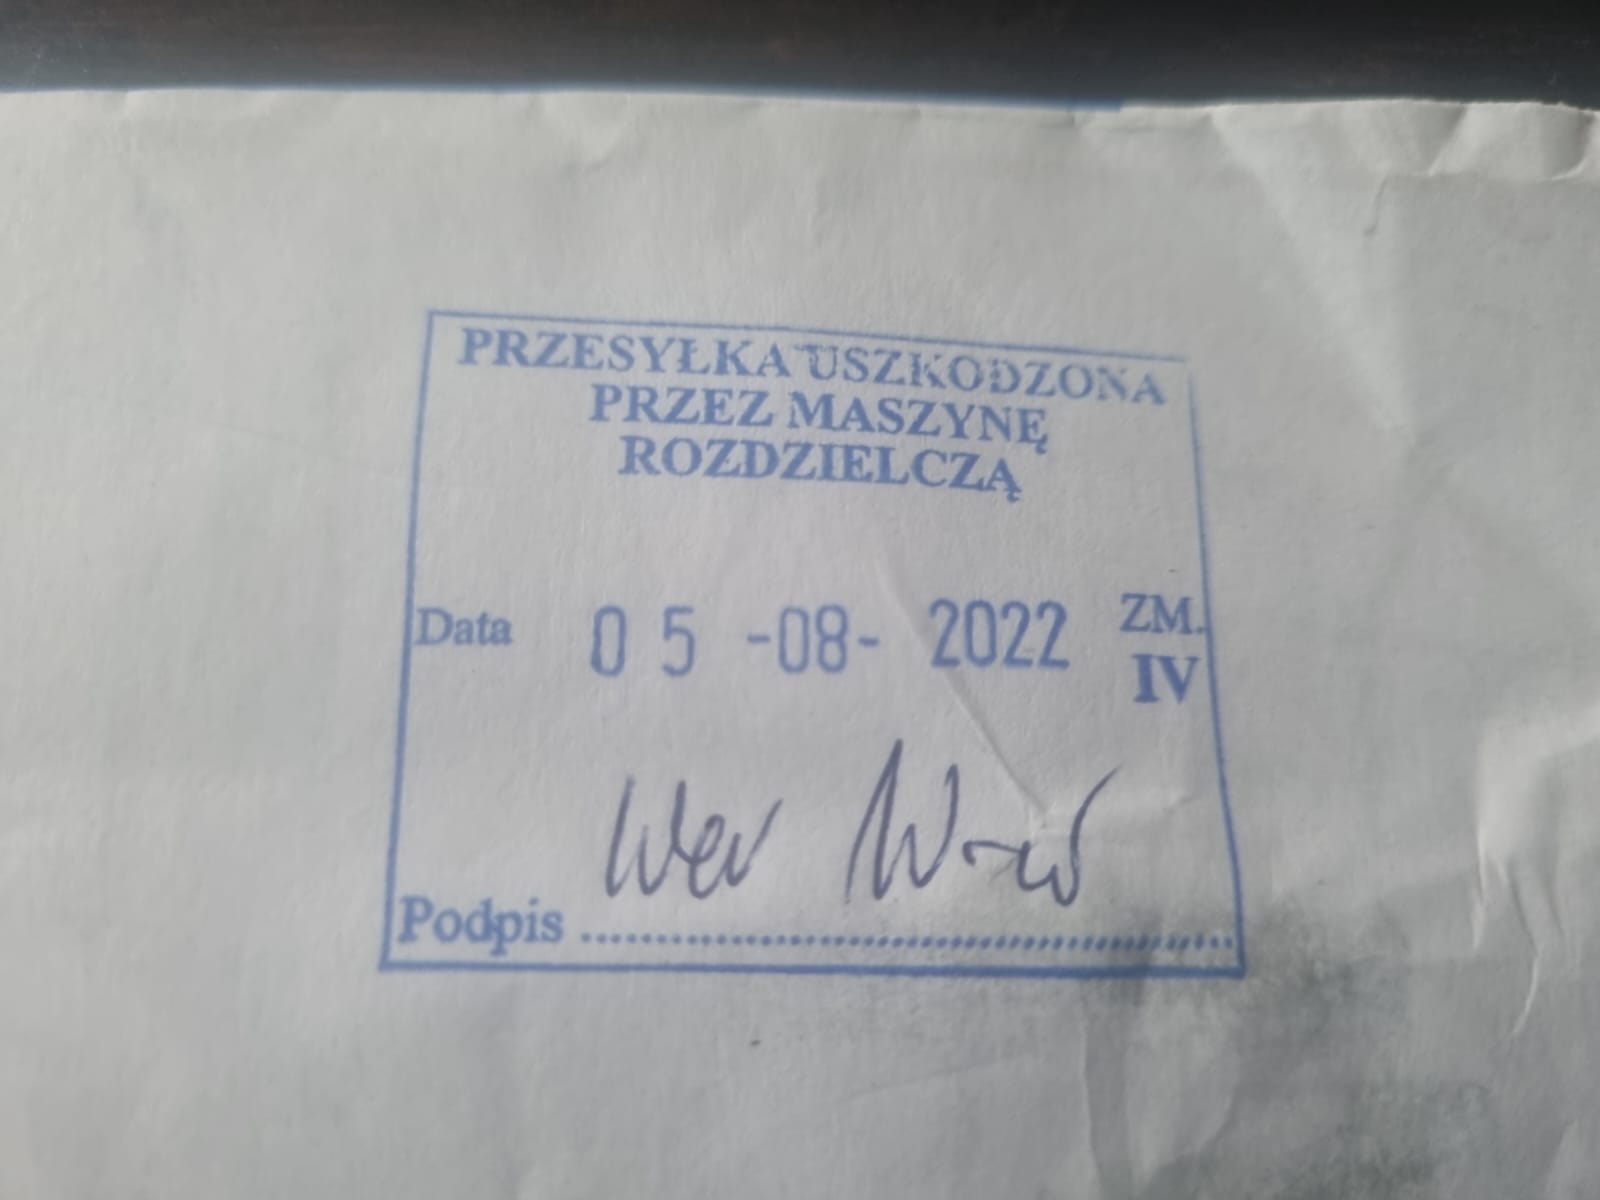 PRZESYŁKA USZKODZONA
PRZEZ MASZYNĘ
ROZDZIELCZĄ
Data 05 -08- 2022 ZM.
IV
Podpis